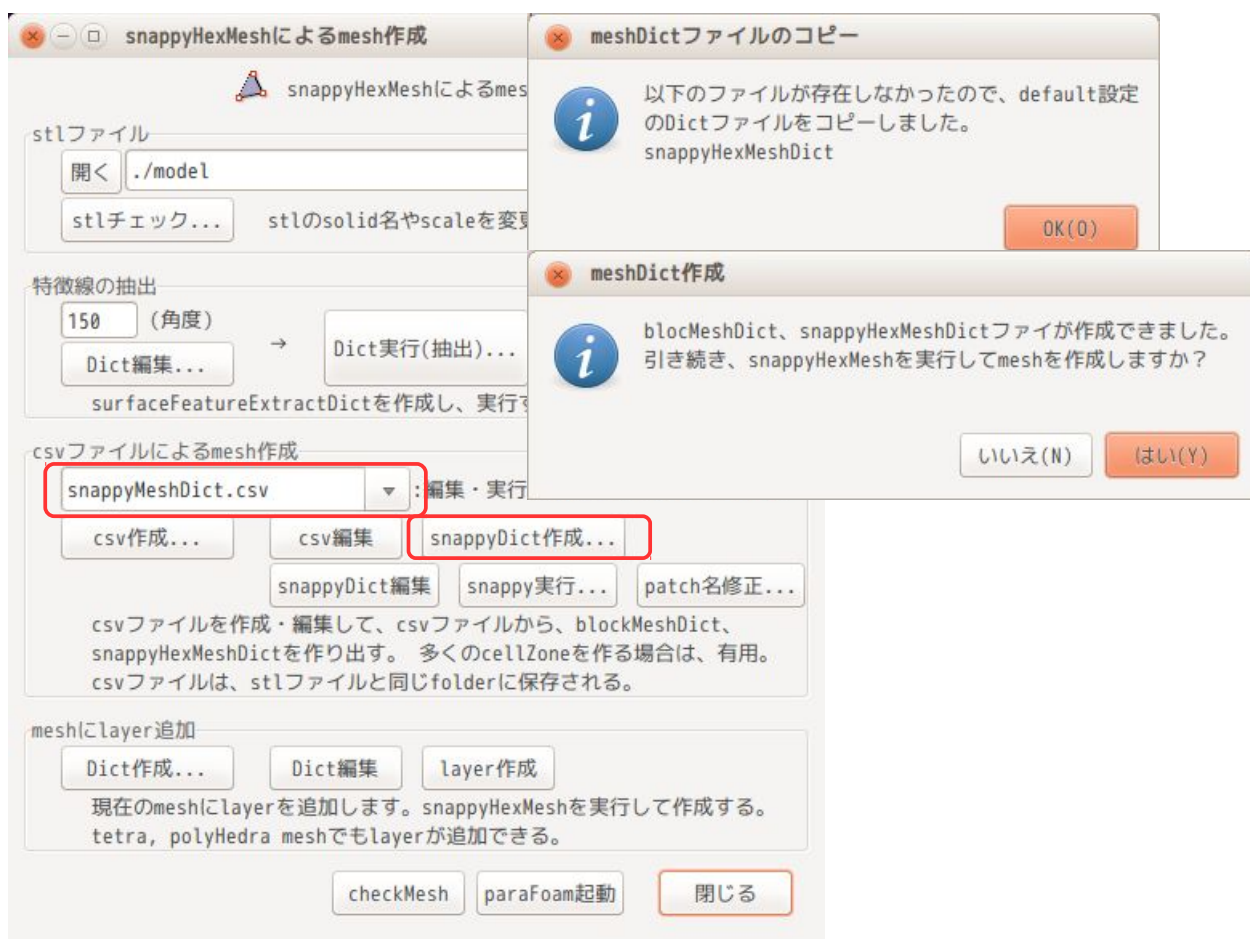 snappyHexMeshによるmesh作成
snappyHexMeshによるmes
stlファイル
開く ./model
stlチェック... stlのsolid名やscaleを変更
特徴線の抽出
150 (角度)
→ Dict実行(抽出)...
Dict編集...
surfaceFeatureExtractDictを作成し、実行す
csvファイルによるmesh作成
snappyMeshDict.csv :編集・実行
csv作成... csv編集 snappyDict作成...
snappyDict編集 snappy実行... patch名修正...
csvファイルを作成・編集して、csvファイルから、blockMeshDict、
snappyHexMeshDictを作り出す。 多くのcellZoneを作る場合は、有用。
csvファイルは、stlファイルと同じfolderに保存される。
meshにlayer追加
Dict作成... Dict編集 layer作成
現在のmeshにlayerを追加します。snappyHexMeshを実行して作成する。
tetra, polyHedra meshでもlayerが追加できる。
checkMesh paraFoam起動 閉じる
meshDictファイルのコピー
以下のファイルが存在しなかったので、default設定
のDictファイルをコピーしました。
snappyHexMeshDict
OK(O)
meshDict作成
blocMeshDict、snappyHexMeshDictファイが作成できました。
引き続き、snappyHexMeshを実行してmeshを作成しますか？
いいえ(N) はい(Y)